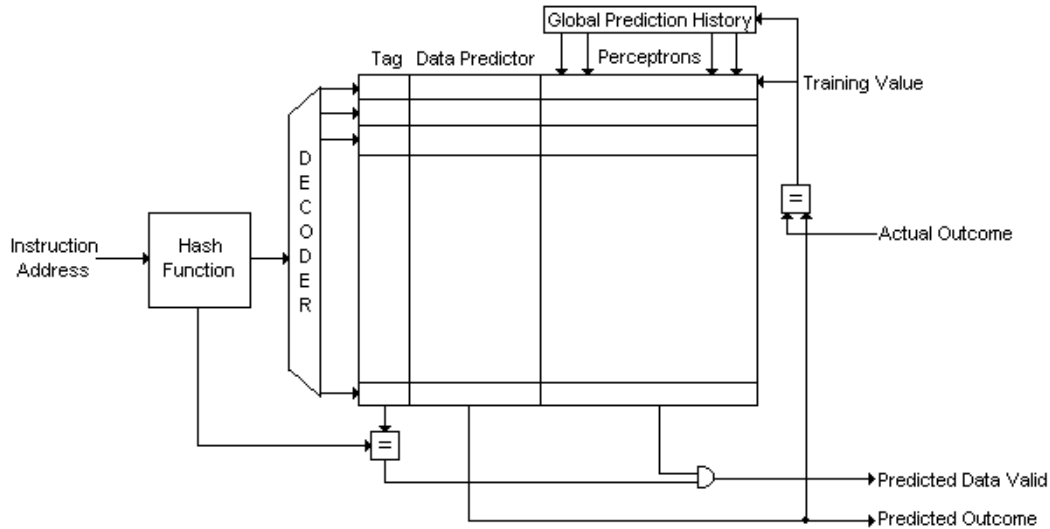 Global Prediction History
Tag
Data Predictor
Perceptrons
Training Value
DECODER
=
Actual Outcome
Instruction
Address
Hash
Function
=
Predicted Data Valid
Predicted Outcome